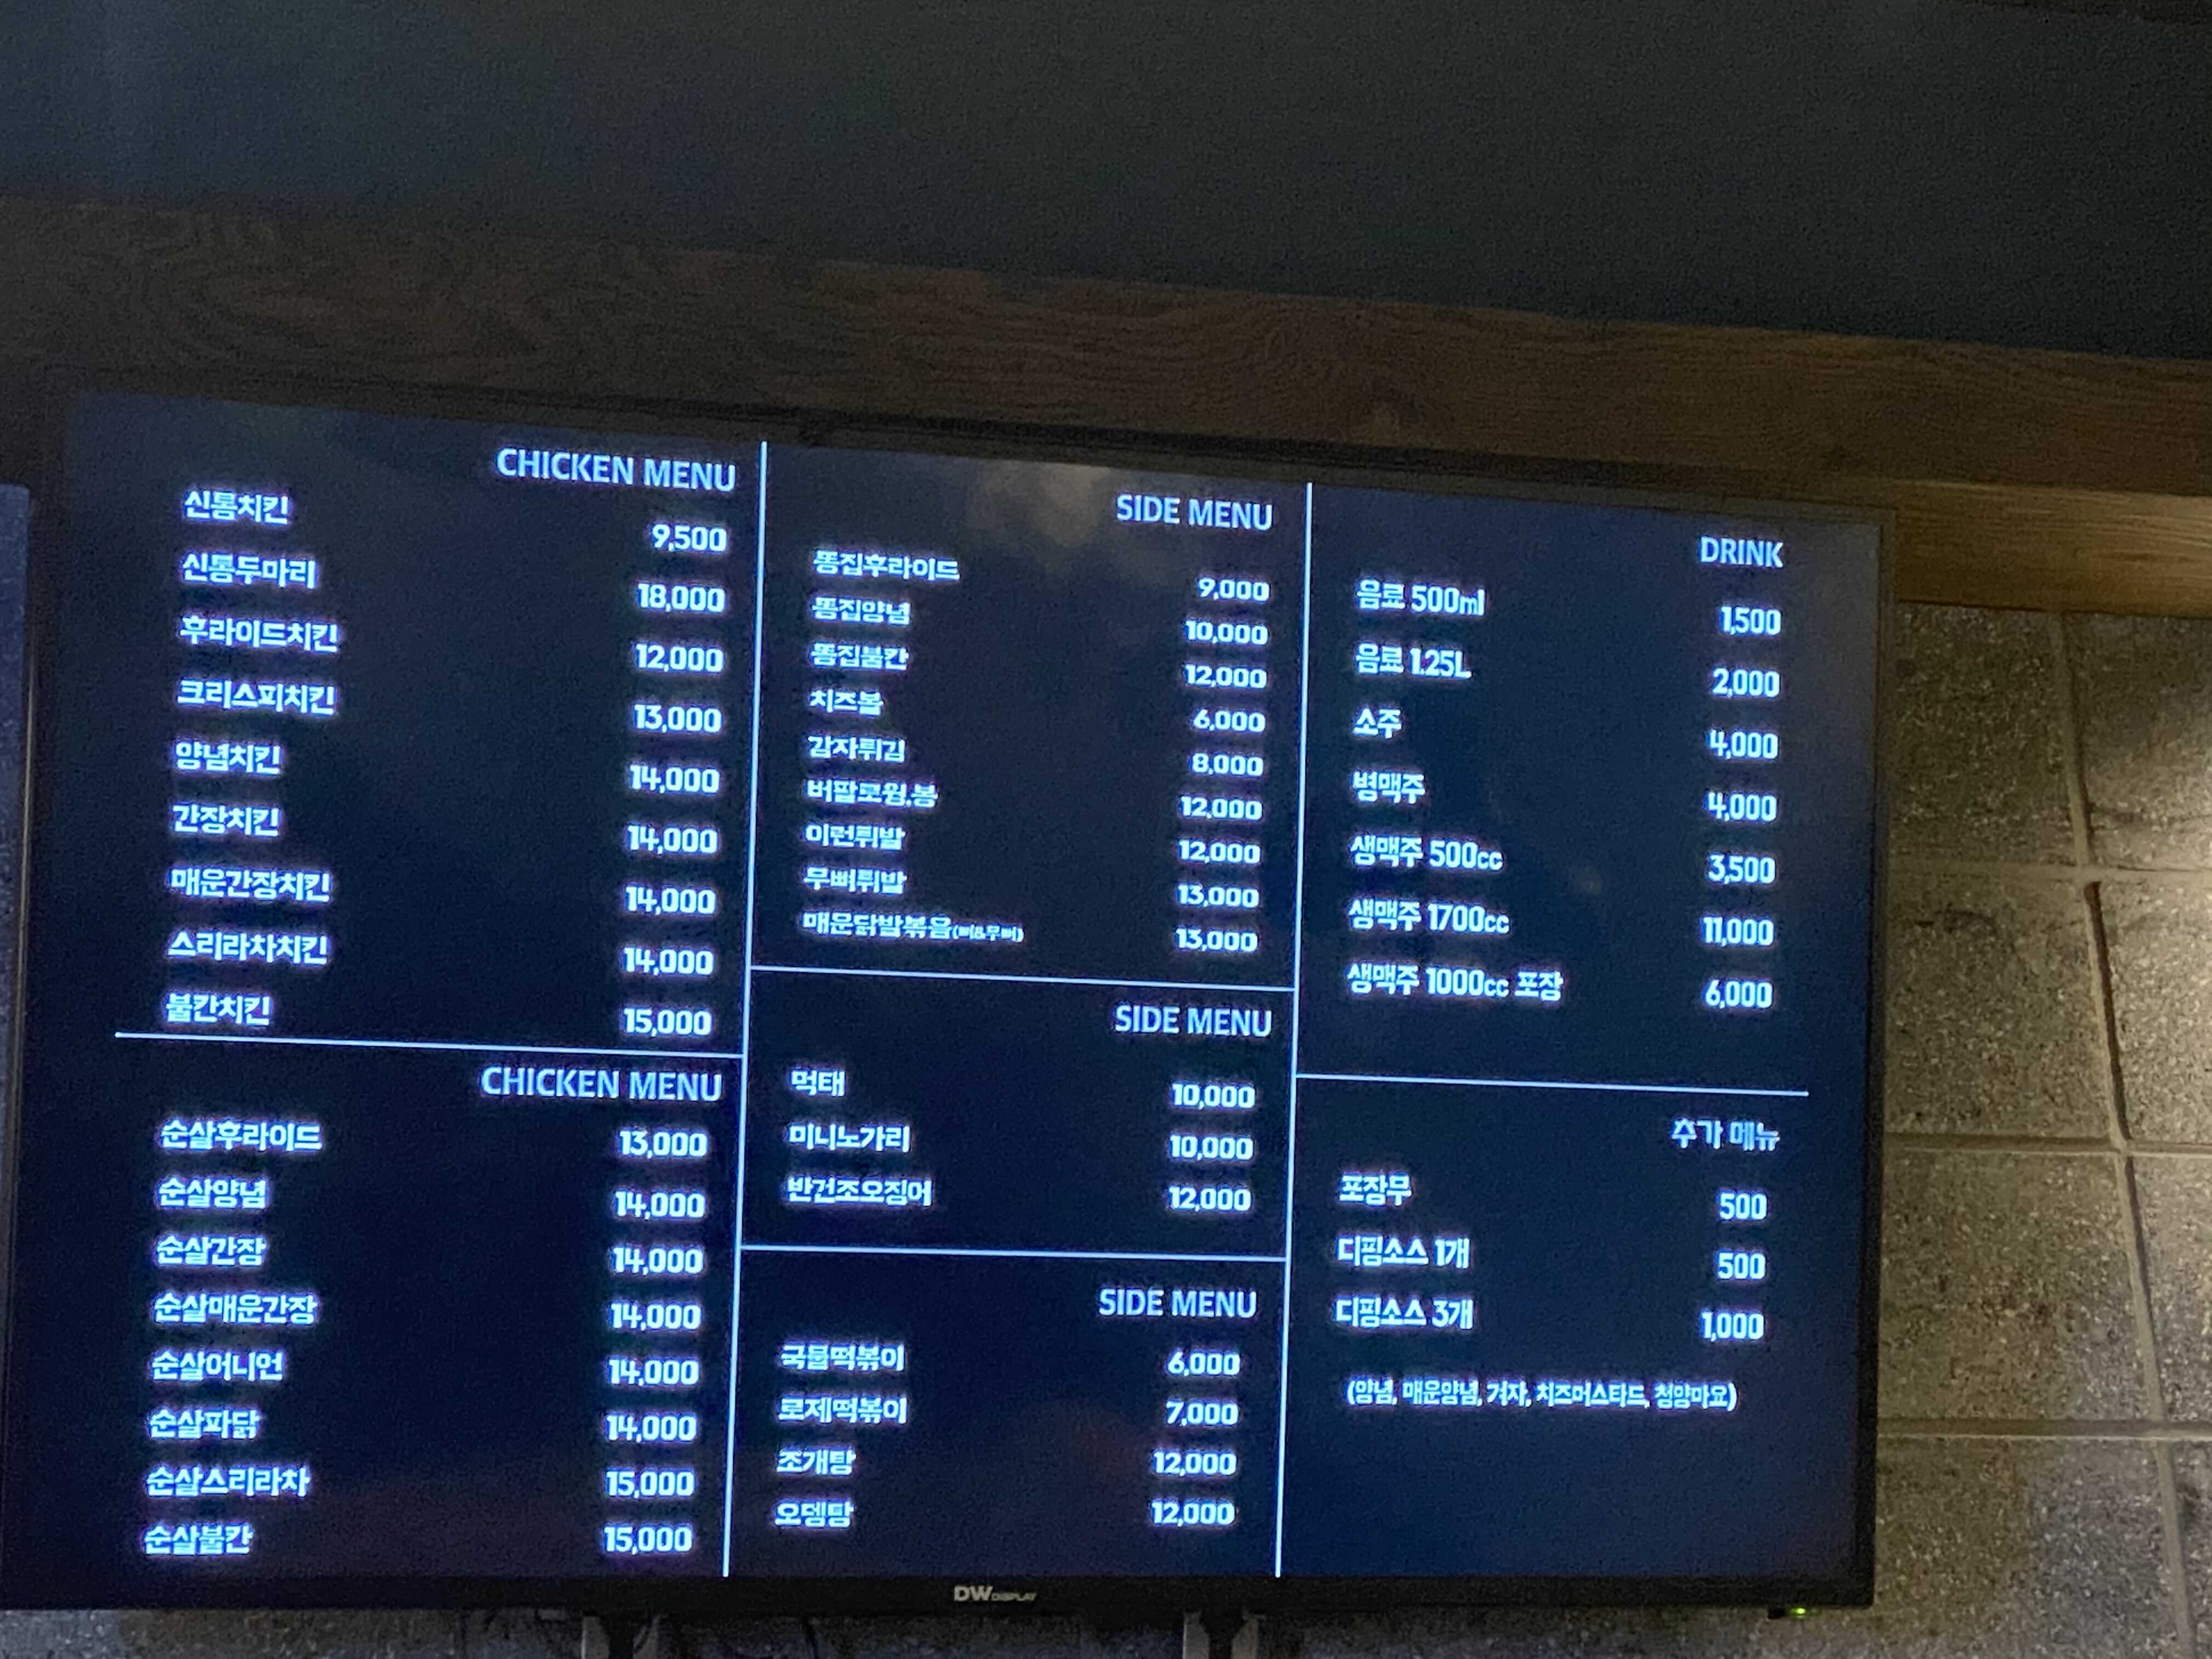 CHICKEN MENU
신통치킨 9,500
신통두마리 18,000
후라이드치킨 12,000
크리스피치킨 13,000
양념치킨 14,000
간장치킨 14,000
매운간장치킨 14,000
스리라차치킨 14,000
불칸치킨 15,000
CHICKEN MENU
순살후라이드 13,000
순살양념 14,000
순살간장 14,000
순살매운간장 14,000
순살어니언 14,000
순살파닭 14,000
순살스리라차 15,000
순살불칸 15,000
SIDE MENU
똥집후라이드 9,000
똥집양념 10,000
똥집불칸 12,000
치즈볼 6,000
감자튀김 8,000
버팔로윙,봉 12,000
이런튀발 12,000
무뼈튀발 13,000
매운닭발볶음(뼈&무뼈) 13,000
SIDE MENU
먹태 10,000
미니노가리 10,000
반건조오징어 12,000
SIDE MENU
국물떡볶이 6,000
로제떡볶이 7,000
조개탕 12,000
오뎅탕 12,000
DRINK
음료 500ml 1,500
음료 1.25L 2,000
소주 4,000
병맥주 4,000
생맥주 500cc 3,500
생맥주 1700cc 11,000
생맥주 1000cc 포장 6,000
추가 메뉴
포장무 500
디핑소스 1개 500
디핑소스 3개 1,000
(양념, 매운양념, 겨자, 치즈머스타드, 청양마요)
DW DISPLAY